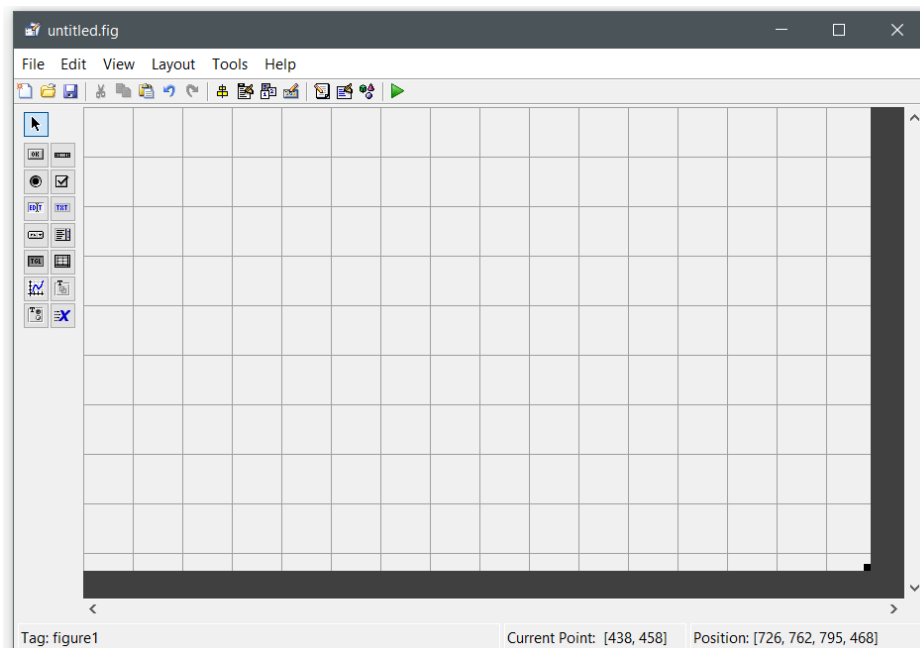 untitled.fig
File Edit View Layout Tools Help
OK
EDIT TXT
TGL
Tag: figure1 Current Point: [438, 458] Position: [726, 762, 795, 468]